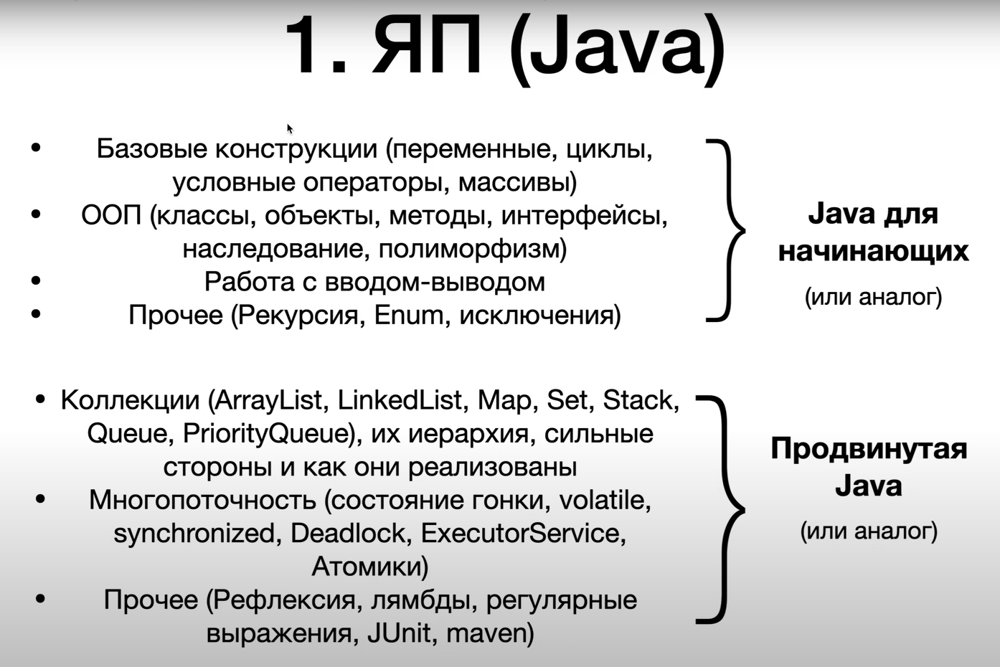 1. ЯП (Java)
• Базовые конструкции (переменные, циклы,
условные операторы, массивы)
• ООП (классы, объекты, методы, интерфейсы,
наследование, полиморфизм)
• Работа с вводом-выводом
• Прочее (Рекурсия, Enum, исключения)
Java для
начинающих
(или аналог)
• Коллекции (ArrayList, LinkedList, Map, Set, Stack,
Queue, PriorityQueue), их иерархия, сильные
стороны и как они реализованы
• Многопоточность (состояние гонки, volatile,
synchronized, Deadlock, ExecutorService,
Атомики)
• Прочее (Рефлексия, лямбды, регулярные
выражения, JUnit, maven)
Продвинутая
Java
(или аналог)